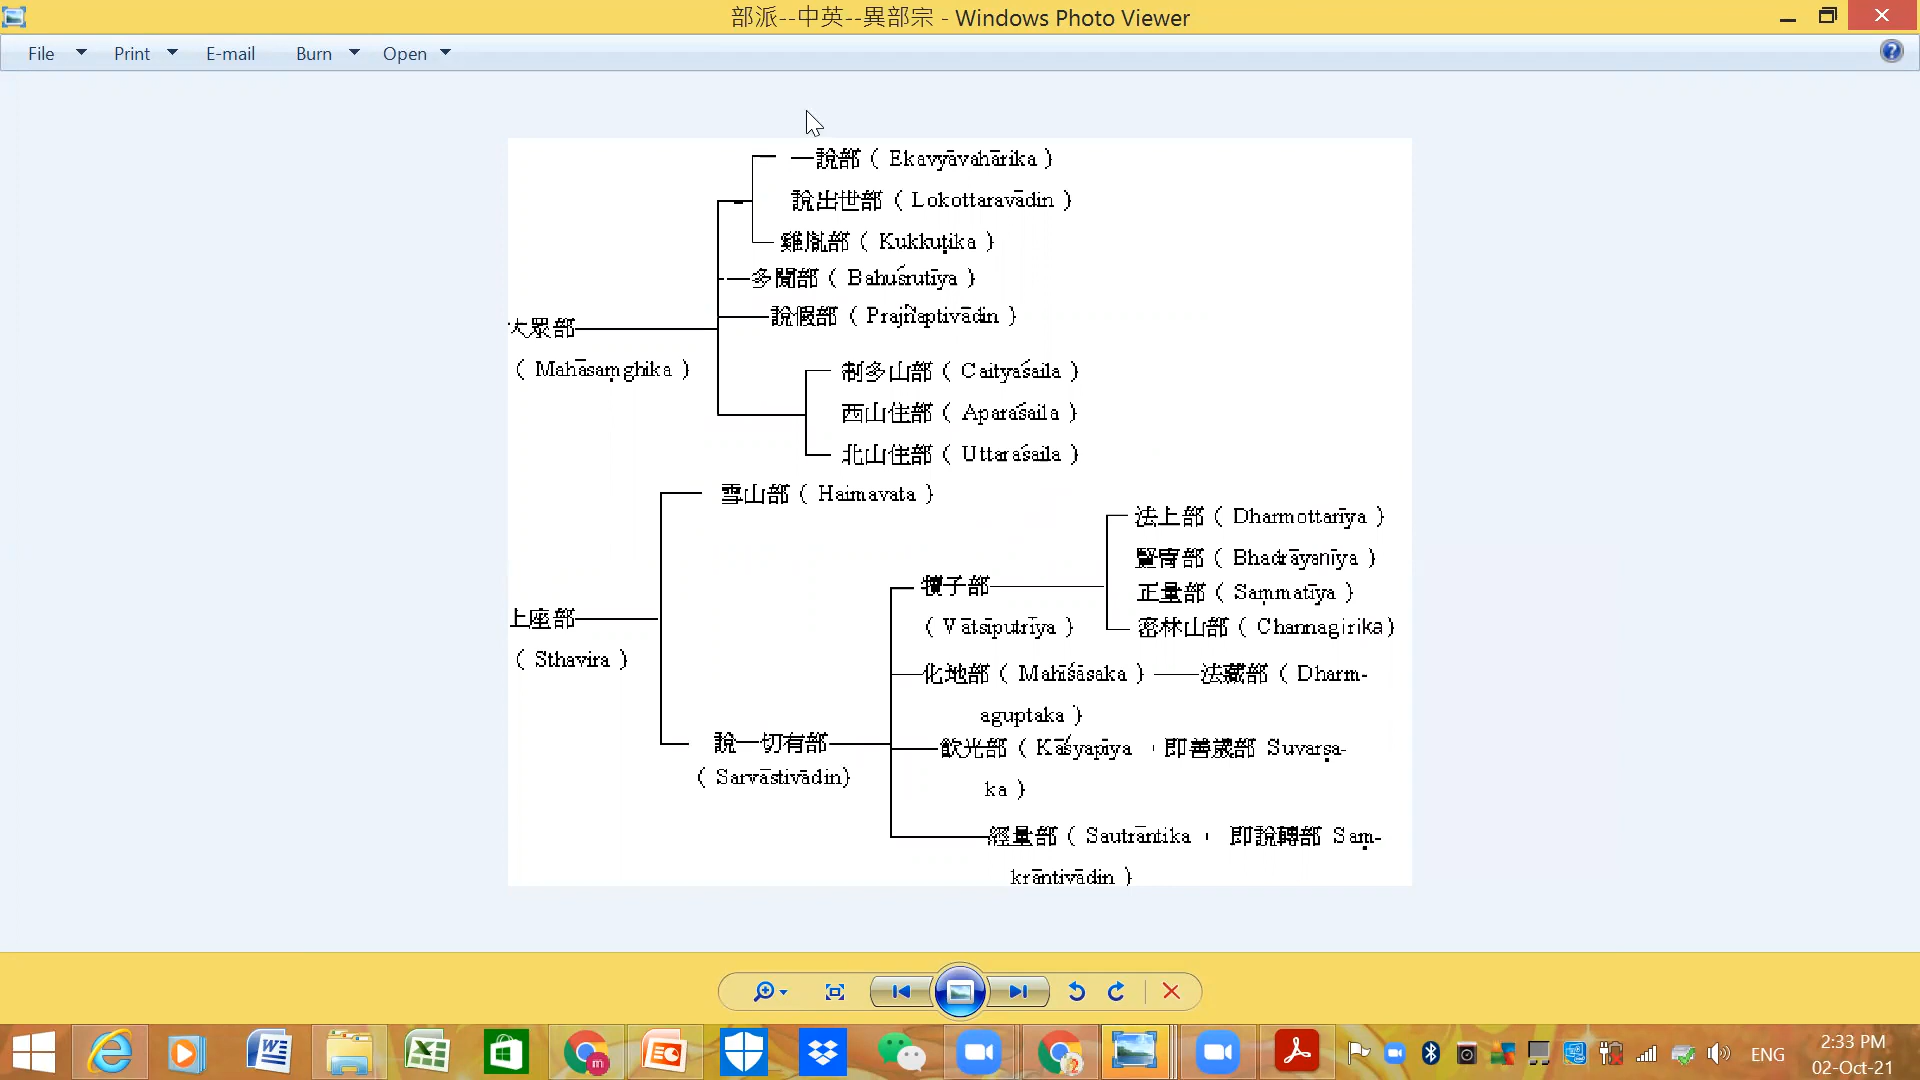 部派--中英--異部宗 - Windows Photo Viewer
File Print E-mail Burn Open
一說部 ( Ekavyāvahārika )
說出世部 ( Lokottaravādin )
雞胤部 ( Kukkuṭika )
多聞部 ( Bahuśrutīya )
說假部 ( Prajñaptivādin )
大眾部
( Mahāsaṃghika )
制多山部 ( Caityaśaila )
西山住部 ( Aparaśaila )
北山住部 ( Uttaraśaila )
雪山部 ( Haimavata )
法上部 ( Dharmottarīya )
賢冑部 ( Bhadrāyanīya )
犢子部
正量部 ( Saṃmatīya )
上座部
( Vātsīputrīya )
密林山部 ( Channagirika )
( Sthavira )
化地部 ( Mahīśāsaka ) 法藏部 ( Dharm-
aguptaka )
說一切有部
飲光部 ( Kāśyapīya , 即善歲部 Suvarṣa-
( Sarvāstivādin )
ka )
經量部 ( Sautrāntika , 即說轉部 Saṃ-
krāntivādin )
ENG
2:33 PM
02-Oct-21